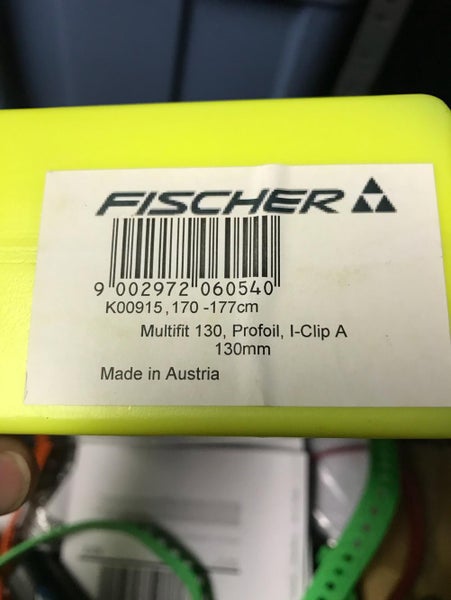 FISCHER
9 002972 060540
K00915, 170 -177cm
Multifit 130, Profoil, I-Clip A
130mm
Made in Austria